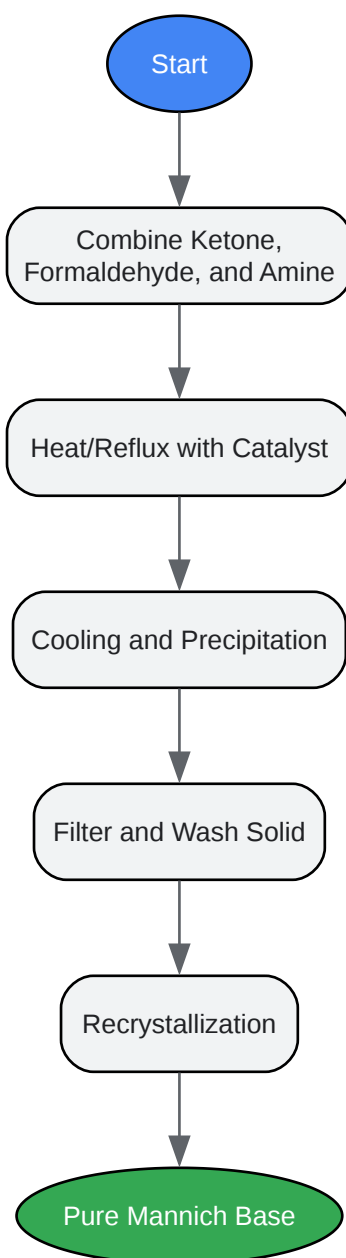 Start
Combine Ketone,
Formaldehyde, and Amine
Heat/Reflux with Catalyst
Cooling and Precipitation
Filter and Wash Solid
Recrystallization
Pure Mannich Base